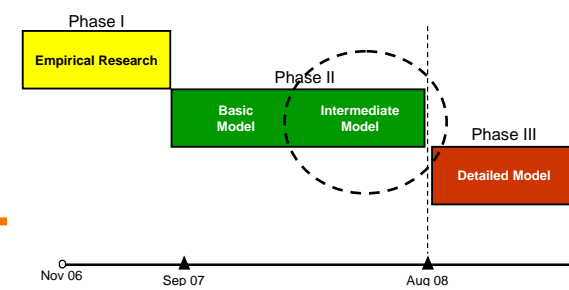 Phase I
Empirical Research
Phase II
Basic
Model
Intermediate
Model
Phase III
Detailed Model
Nov 06
Sep 07
Aug 08